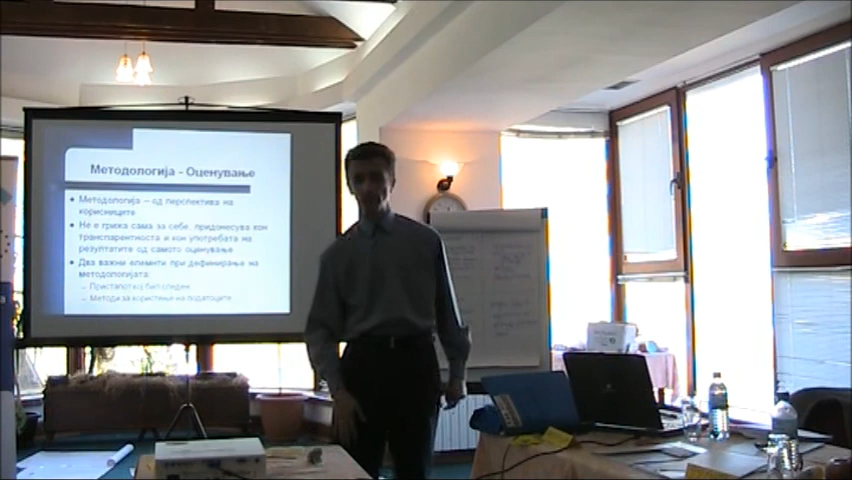 Методологија - Оценување
Методологија – од перспектива на
корисниците
Не е грижа сама за себе, придонесува кон
транспарентноста и кон употребата на
резултатите од самото оценување
Два важни елементи при дефинирање на
методологијата:
– Пристапот кој бил следен
– Методи за користење на податоците